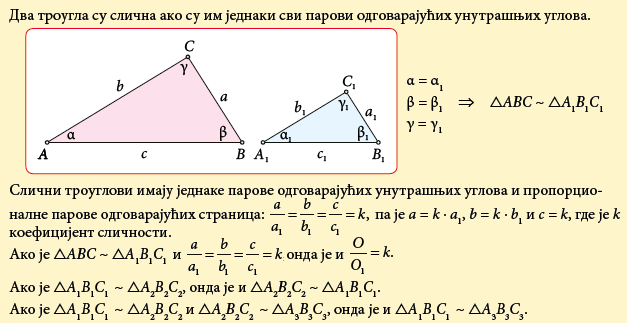 Два троугла су слична ако су им једнаки сви парови одговарајућих унутрашњих углова.
C
γ
b
a
α
β
A
c
B
C₁
γ₁
b₁
a₁
α₁
β₁
A₁
c₁
B₁
α = α₁
β = β₁ ⇒ △ABC ~ △A₁B₁C₁
γ = γ₁
Слични троуглови имају једнаке парове одговарајућих унутрашњих углова и пропорцио-
налне парове одговарајућих страница: a/a₁ = b/b₁ = c/c₁ = k, па је a = k · a₁, b = k · b₁ и c = k, где је k
коефицијент сличности.
Ако је △ABC ~ △A₁B₁C₁ и a/a₁ = b/b₁ = c/c₁ = k онда је и O/O₁ = k.
Ако је △A₁B₁C₁ ~ △A₂B₂C₂, онда је и △A₂B₂C₂ ~ △A₁B₁C₁.
Ако је △A₁B₁C₁ ~ △A₂B₂C₂ и △A₂B₂C₂ ~ △A₃B₃C₃, онда је и △A₁B₁C₁ ~ △A₃B₃C₃.